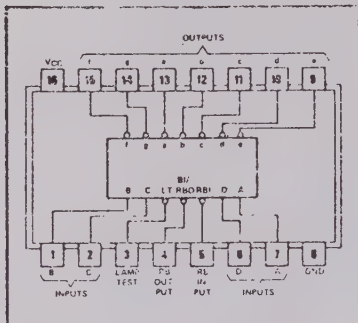 OUTPUTS
VCC f g a b c d e
16 15 14 13 12 11 10 9
f g a b c d e
BI/
B C LT RBO RBI D A
1 2 3 4 5 6 7 8
B C LAMP TEST RB OUT PUT RB IN PUT D A GND
INPUTS INPUTS